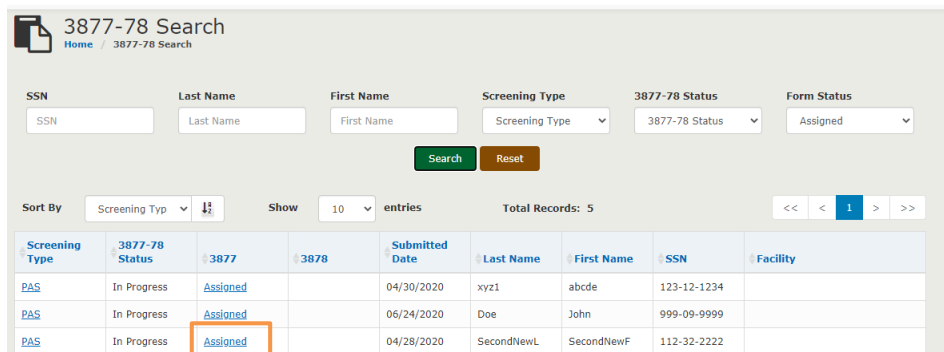 3877-78 Search
Home / 3877-78 Search
SSN Last Name First Name Screening Type 3877-78 Status Form Status
SSN Last Name First Name Screening Type 3877-78 Status Assigned
Search Reset
Sort By Screening Typ Show 10 entries Total Records: 5 << < 1 > >>
Screening Type 3877-78 Status 3877 3878 Submitted Date Last Name First Name SSN Facility
PAS In Progress Assigned 04/30/2020 xyz1 abcde 123-12-1234
PAS In Progress Assigned 06/24/2020 Doe John 999-09-9999
PAS In Progress Assigned 04/28/2020 SecondNewL SecondNewF 112-32-2222